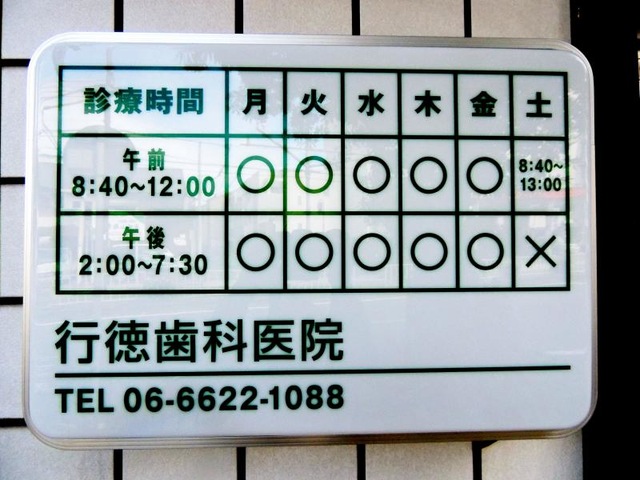 診療時間 月 火 水 木 金 土
午前
8:40~12:00 ○ ○ ○ ○ ○ 8:40~
13:00
午後
2:00~7:30 ○ ○ ○ ○ ○ ×
行徳歯科医院
TEL 06-6622-1088